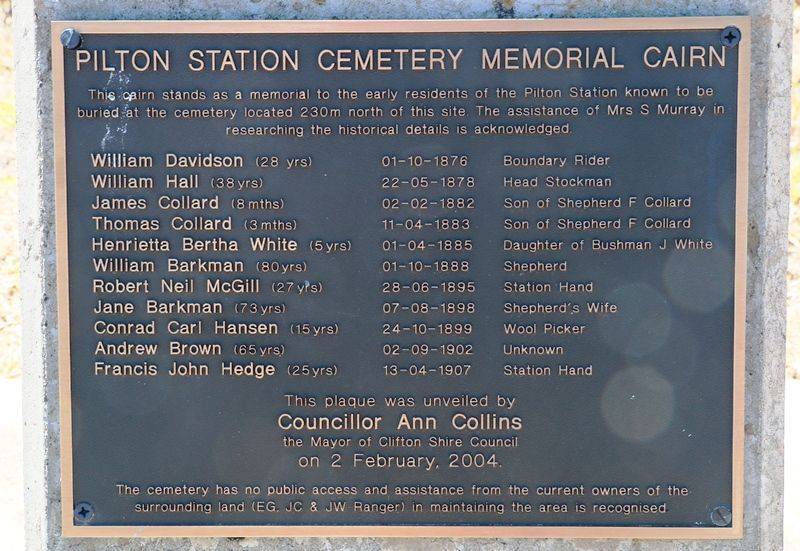 PILTON STATION CEMETERY MEMORIAL CAIRN
This cairn stands as a memorial to the early residents of the Pilton Station known to be
buried at the cemetery located 230m north of this site. The assistance of Mrs S Murray in
researching the historical details is acknowledged.
William Davidson (28 yrs) 01-10-1876 Boundary Rider
William Hall (38yrs) 22-05-1878 Head Stockman
James Collard (8mths) 02-02-1882 Son of Shepherd F Collard
Thomas Collard (3mths) 11-04-1883 Son of Shepherd F Collard
Henrietta Bertha White (5yrs) 01-04-1885 Daughter of Bushman J White
William Barkman (80yrs) 01-10-1888 Shepherd
Robert Neil McGill (27yrs) 28-06-1895 Station Hand
Jane Barkman (73yrs) 07-08-1898 Shepherd's Wife
Conrad Carl Hansen (15yrs) 24-10-1899 Wool Picker
Andrew Brown (65yrs) 02-09-1902 Unknown
Francis John Hedge (25yrs) 13-04-1907 Station Hand
This plaque was unveiled by
Councillor Ann Collins
the Mayor of Clifton Shire Council
on 2 February, 2004.
The cemetery has no public access and assistance from the current owners of the
surrounding land (EG, JC & JW Ranger) in maintaining the area is recognised.